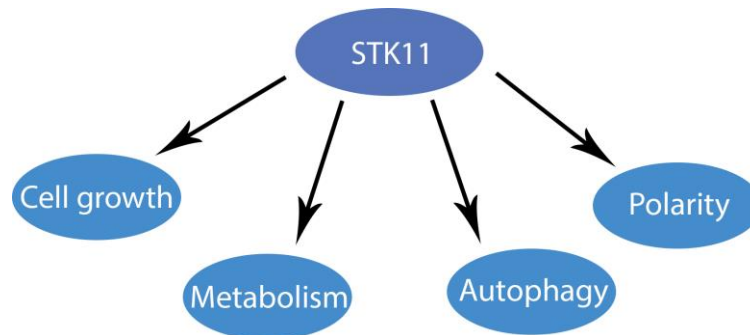 STK11
Cell growth
Polarity
Metabolism
Autophagy